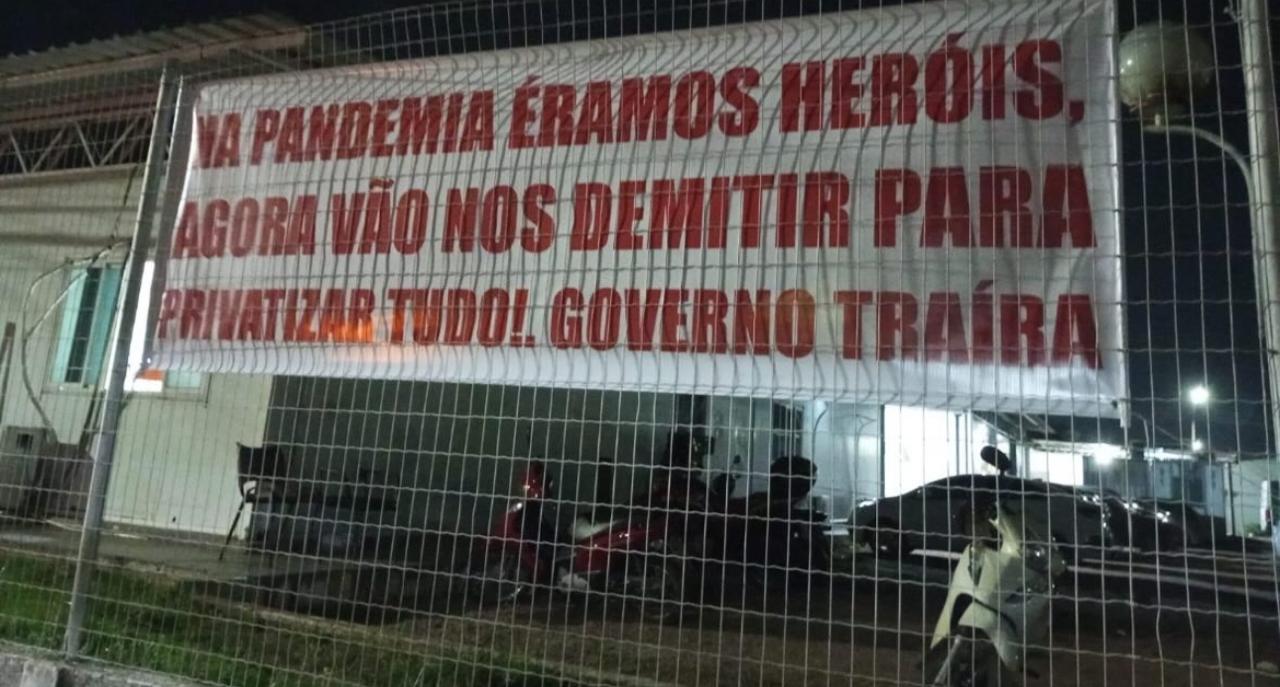 NA PANDEMIA ÉRAMOS HERÓIS,
AGORA VÃO NOS DEMITIR PARA
PRIVATIZAR TUDO!. GOVERNO TRAÍRA